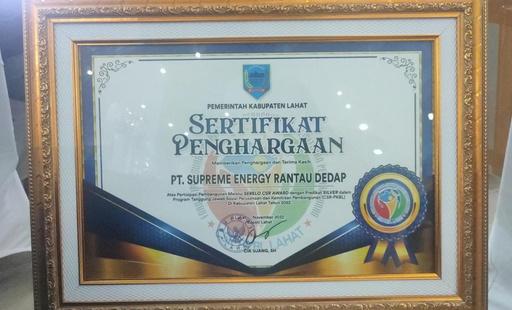 PEMERINTAH KABUPATEN LAHAT
SERTIFIKAT
PENGHARGAAN
Memberikan Penghargaan dan Terima Kasih
PT. SUPREME ENERGY RANTAU DEDAP
Atas Partisipasi Pembangunan Melalui SERELO CSR AWARD dengan Predikat SILVER dalam
Program Tanggung Jawab Sosial Perusahaan dan Kemitraan Pembangunan (CSR-PKBL)
Di Kabupaten Lahat Tahun 2022
Lahat, November 2022
Bupati Lahat
CIK UJANG, SH